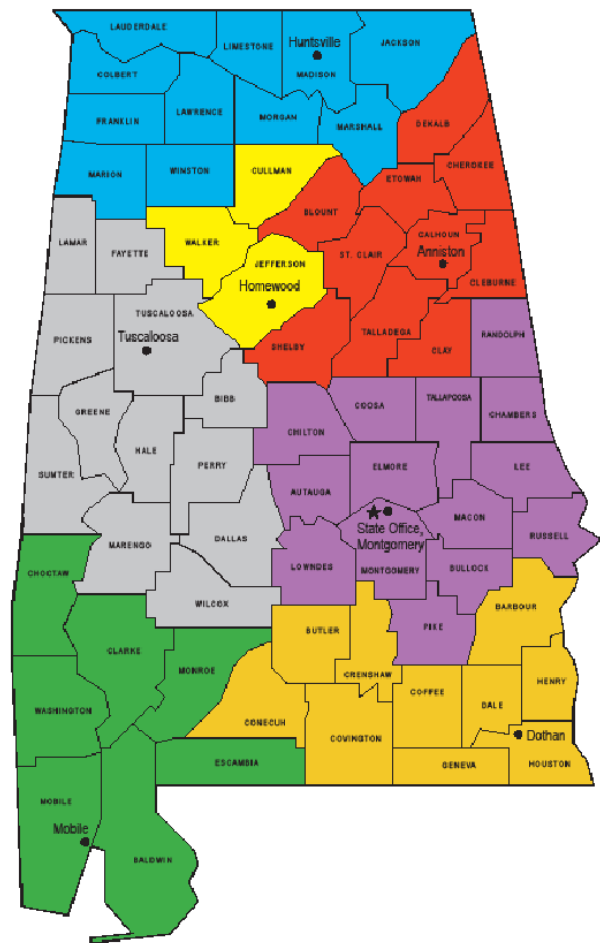 LAUDERDALE
LIMESTONE
Huntsville
MADISON
JACKSON
COLBERT
LAWRENCE
FRANKLIN
MORGAN
MARSHALL
DEKALB
CHEROKEE
MARION
WINSTON
CULLMAN
ETOWAH
BLOUNT
LAMAR
FAYETTE
WALKER
JEFFERSON
Homewood
ST. CLAIR
CALHOUN
Anniston
CLEBURNE
TUSCALOOSA
Tuscaloosa
PICKENS
SHELBY
TALLADEGA
CLAY
RANDOLPH
BIBB
GREENE
HALE
PERRY
SUMTER
CHILTON
COOSA
TALLAPOOSA
CHAMBERS
ELMORE
LEE
AUTAUGA
MACON
State Office,
Montgomery
RUSSELL
MARENGO
DALLAS
LOWNDES
MONTGOMERY
BULLOCK
CHOCTAW
WILCOX
BUTLER
PIKE
BARBOUR
CLARKE
MONROE
CRENSHAW
COFFEE
DALE
HENRY
WASHINGTON
CONECUH
COVINGTON
Dothan
HOUSTON
GENEVA
ESCAMBIA
MOBILE
Mobile
BALDWIN